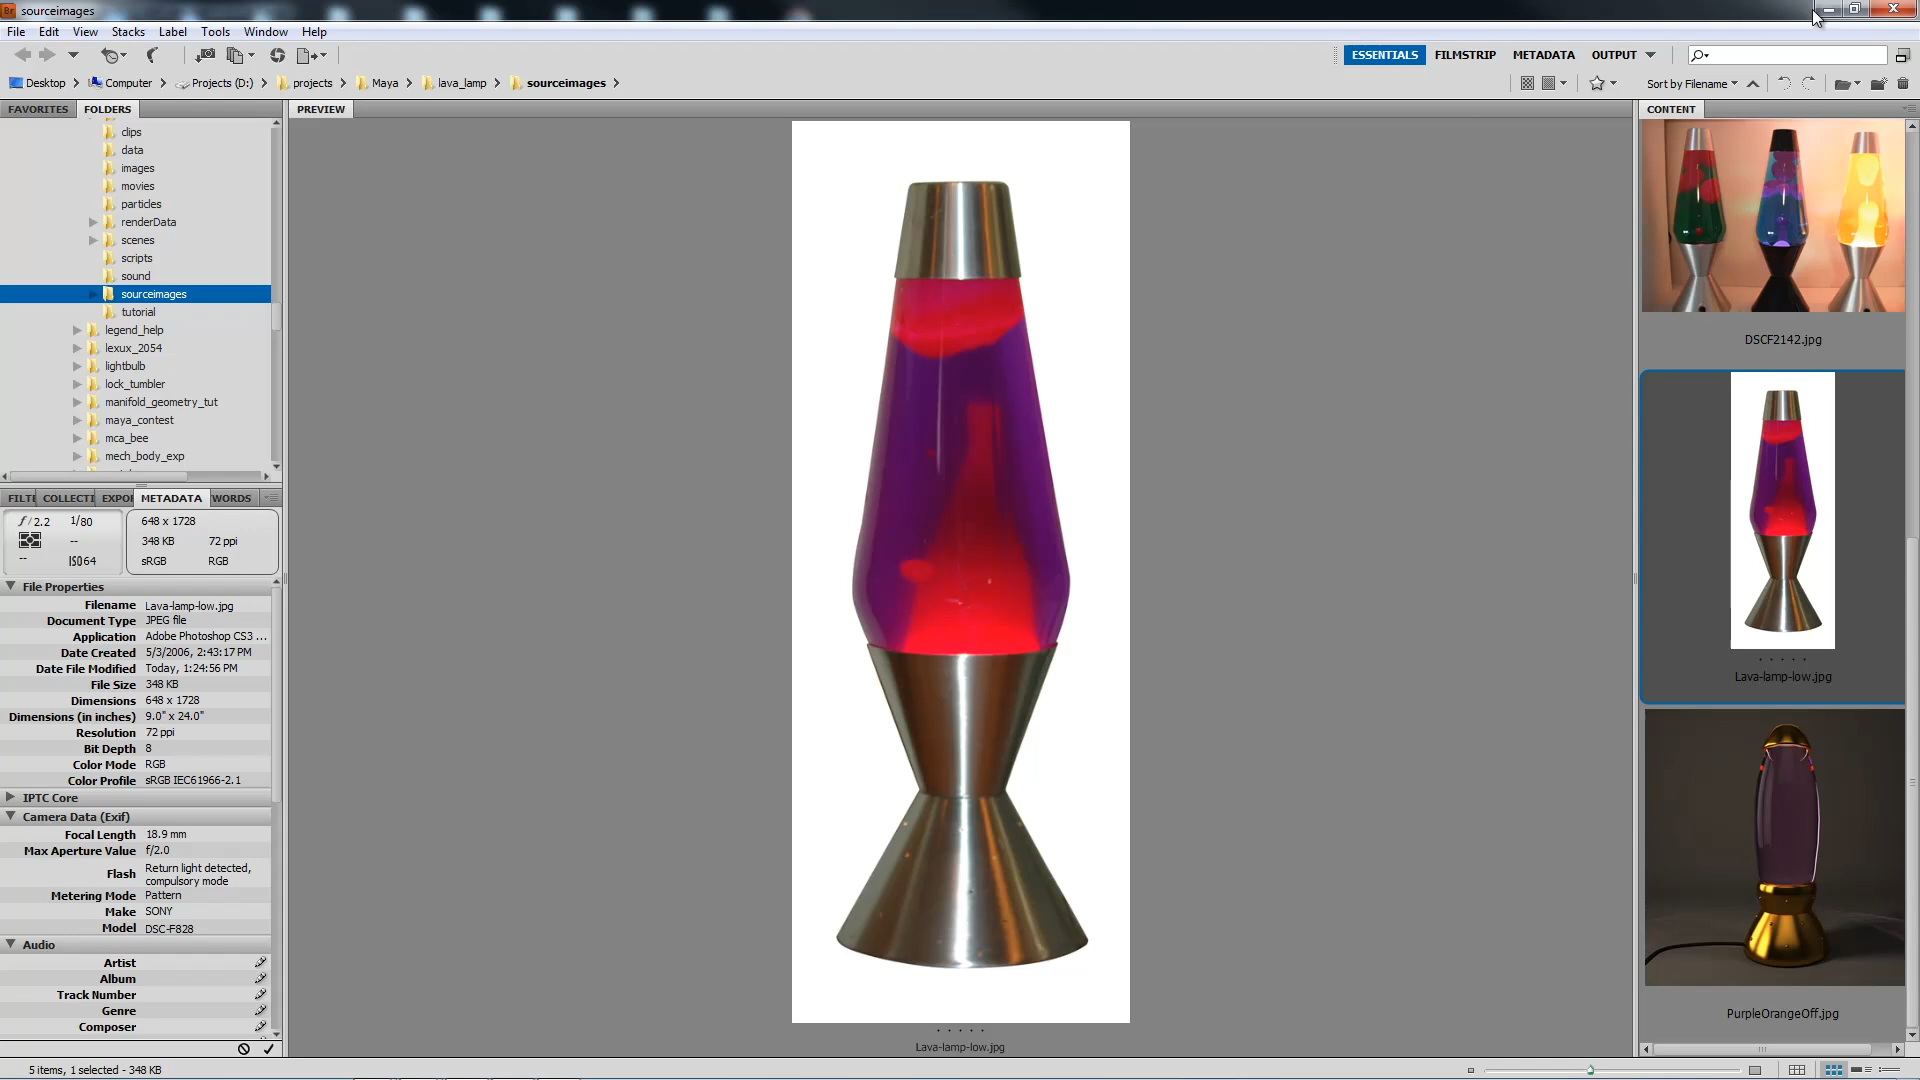 Br sourceimages
File Edit View Stacks Label Tools Window Help
ESSENTIALS FILMSTRIP METADATA OUTPUT
Desktop Computer Projects (D:) projects Maya lava_lamp sourceimages
Sort by Filename
FAVORITES FOLDERS
clips
data
images
movies
particles
renderData
scenes
scripts
sound
sourceimages
tutorial
legend_help
lexux_2054
lightbulb
lock_tumbler
manifold_geometry_tut
maya_contest
mca_bee
mech_body_exp
FILTE COLLECTI EXPOR METADATA WORDS
f/2.2 1/80
--
-- ISO64
648 x 1728
348 KB 72 ppi
sRGB RGB
File Properties
Filename Lava-lamp-low.jpg
Document Type JPEG file
Application Adobe Photoshop CS3 ...
Date Created 5/3/2006, 2:43:17 PM
Date File Modified Today, 1:24:56 PM
File Size 348 KB
Dimensions 648 x 1728
Dimensions (in inches) 9.0" x 24.0"
Resolution 72 ppi
Bit Depth 8
Color Mode RGB
Color Profile sRGB IEC61966-2.1
IPTC Core
Camera Data (Exif)
Focal Length 18.9 mm
Max Aperture Value f/2.0
Flash Return light detected,
compulsory mode
Metering Mode Pattern
Make SONY
Model DSC-F828
Audio
Artist
Album
Track Number
Genre
Composer
5 items, 1 selected - 348 KB
PREVIEW
Lava-lamp-low.jpg
CONTENT
DSCF2142.jpg
Lava-lamp-low.jpg
PurpleOrangeOff.jpg